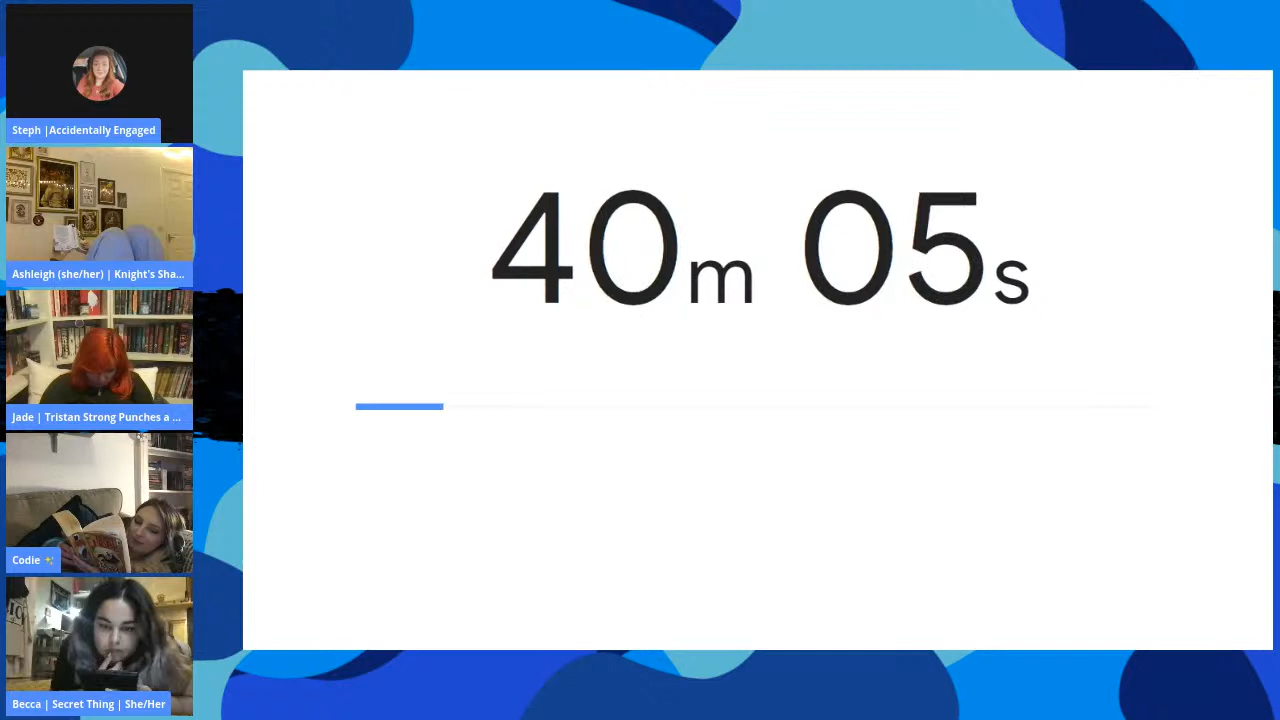 Steph |Accidentally Engaged
Ashleigh (she/her) | Knight's Sha...
Jade | Tristan Strong Punches a ...
Codie ✨
Becca | Secret Thing | She/Her
40m 05s